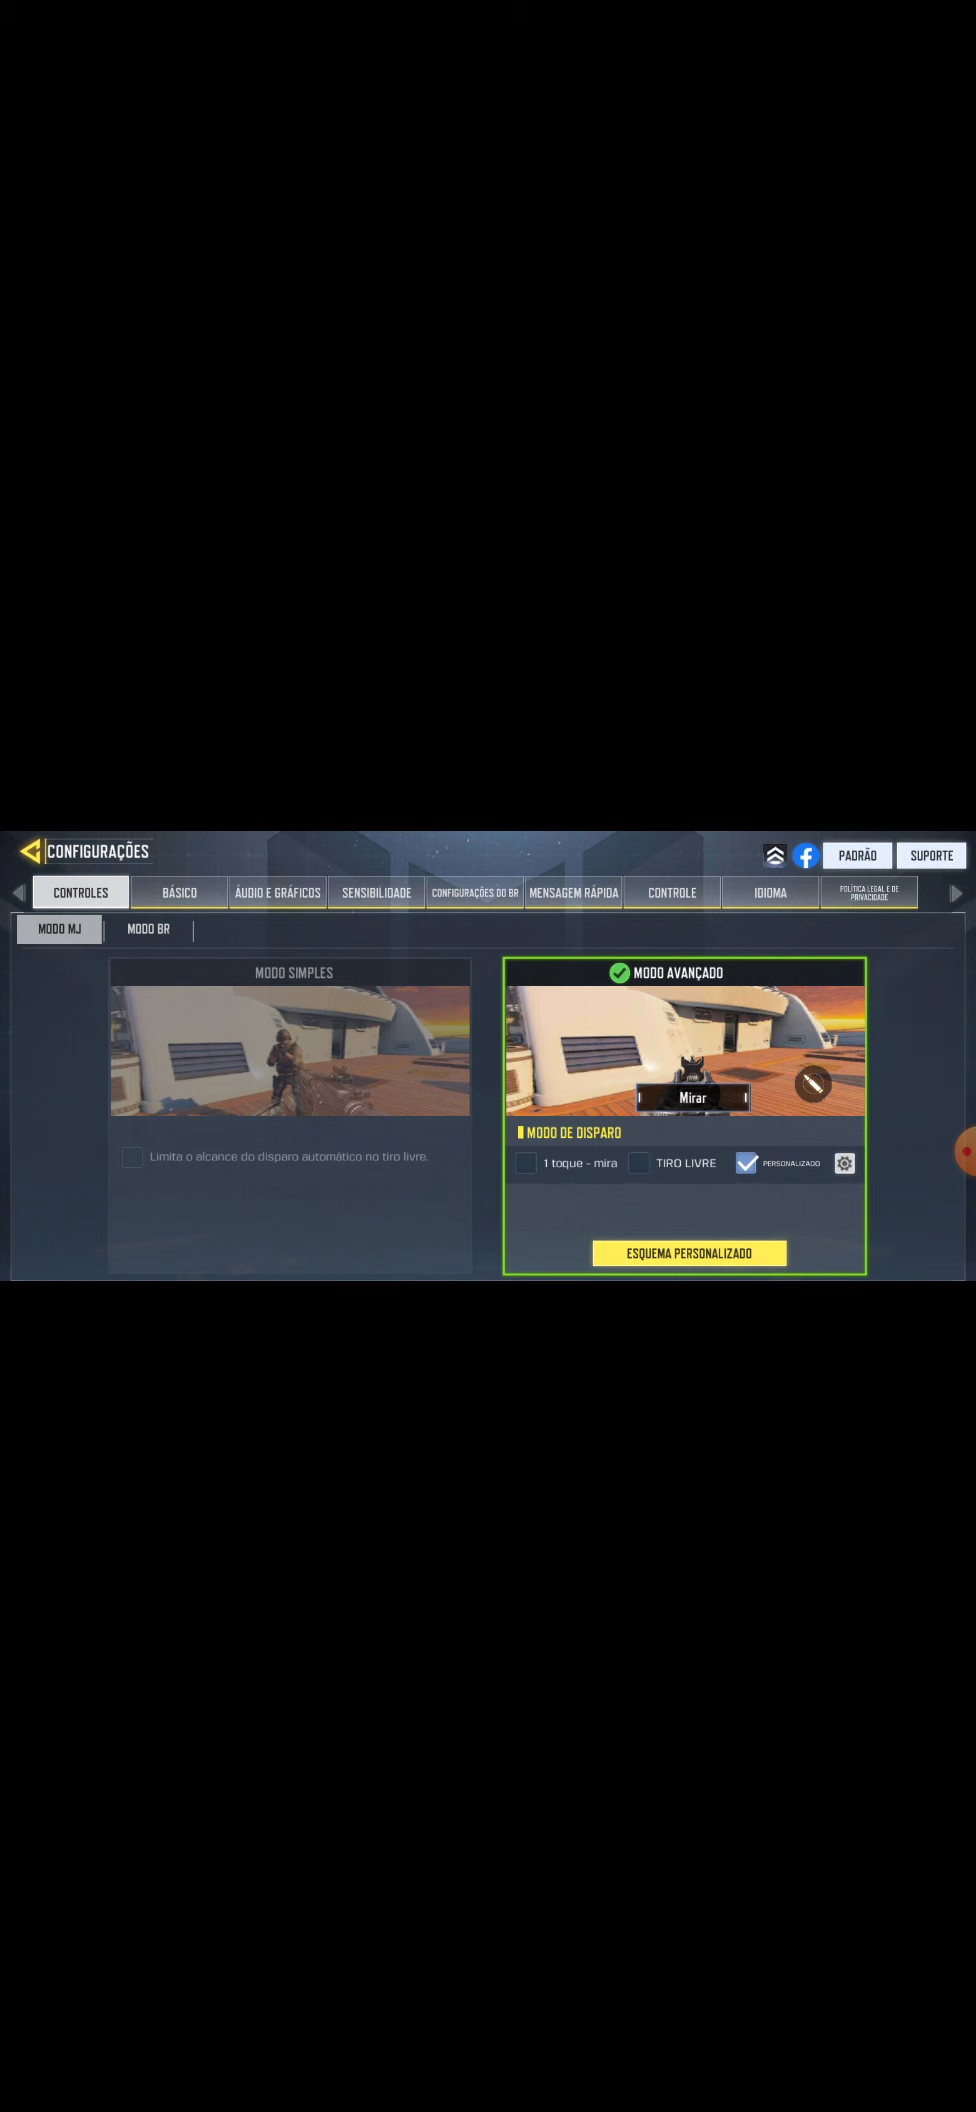 CONFIGURAÇÕES
PADRÃO
SUPORTE
CONTROLES
BÁSICO
ÁUDIO E GRÁFICOS
SENSIBILIDADE
CONFIGURAÇÕES DO BR
MENSAGEM RÁPIDA
CONTROLE
IDIOMA
POLÍTICA LEGAL E DE
PRIVACIDADE
MODO MJ
MODO BR
MODO SIMPLES
Limita o alcance do disparo automático no tiro livre.
MODO AVANÇADO
Mirar
MODO DE DISPARO
1 toque - mira
TIRO LIVRE
PERSONALIZADO
ESQUEMA PERSONALIZADO